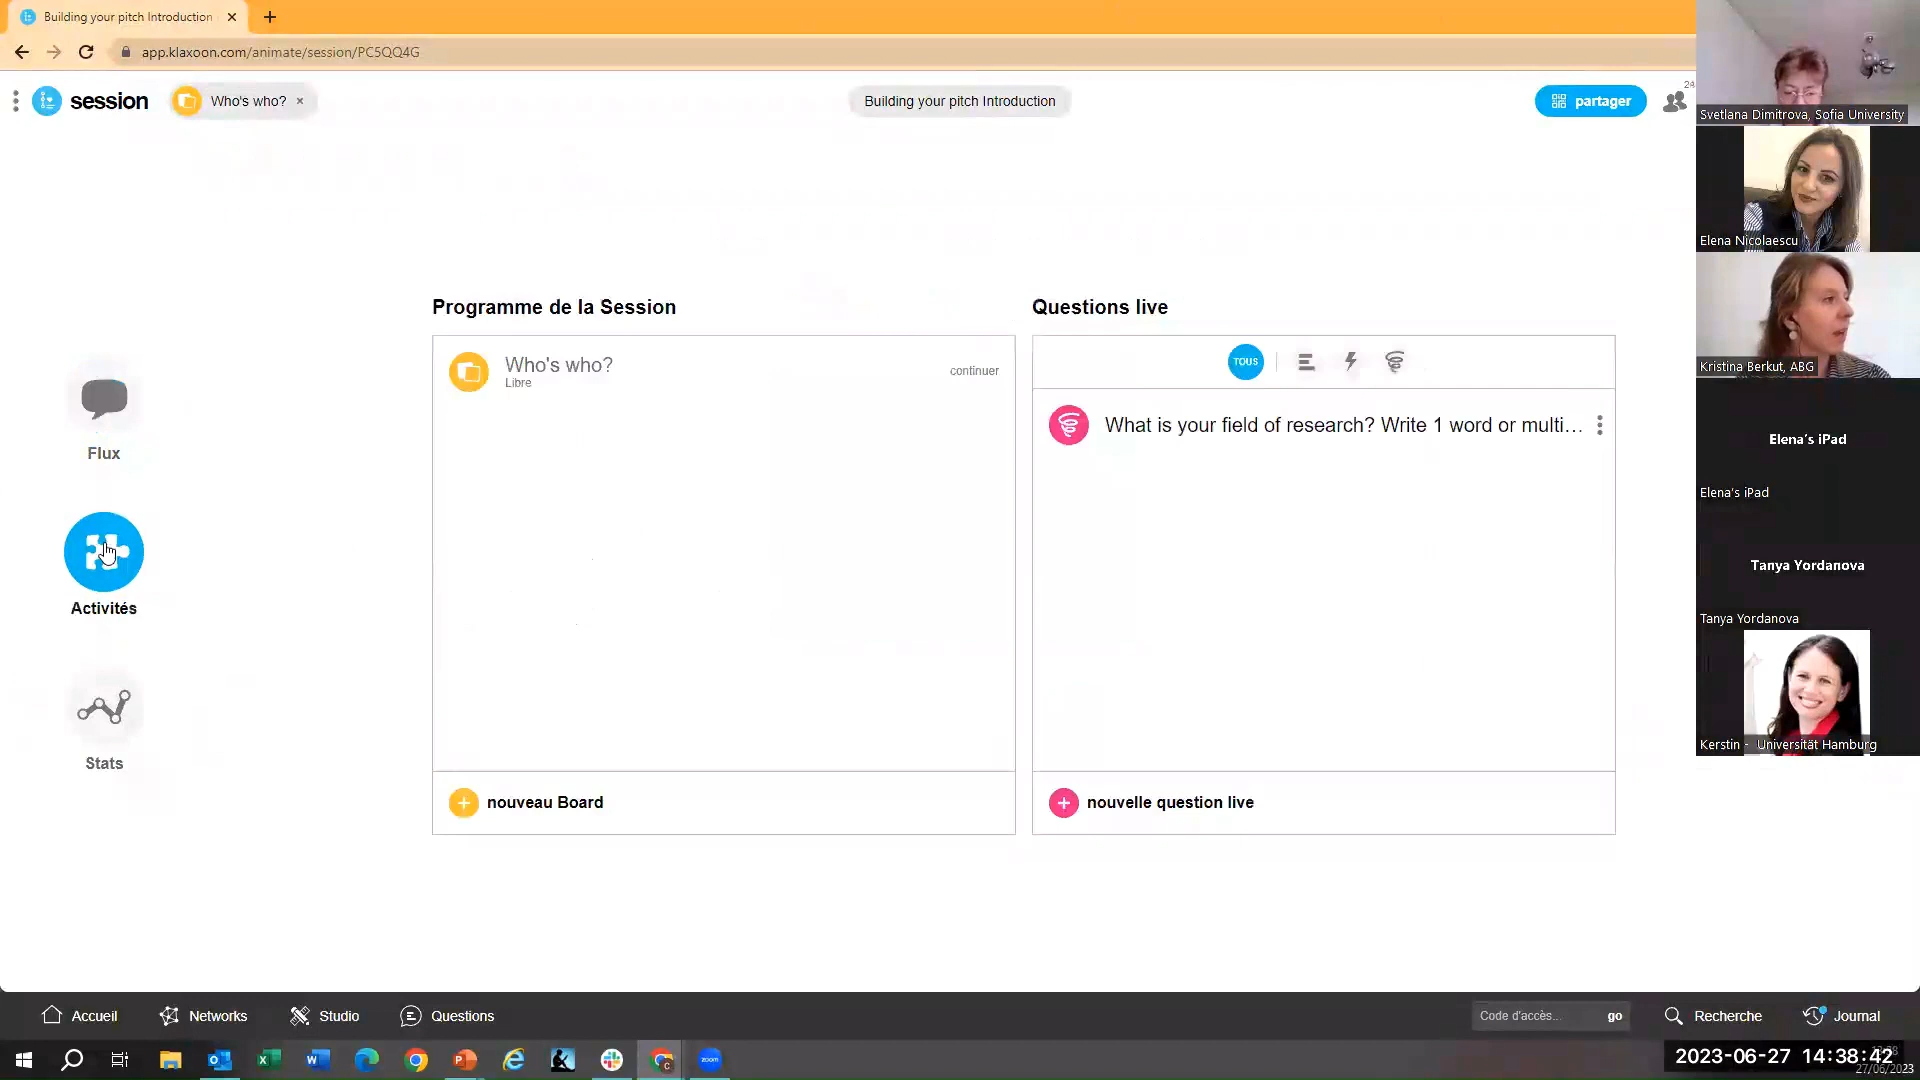 Building your pitch Introduction
app.klaxoon.com/animate/session/PC5QQ4G
session
Who's who?
Building your pitch Introduction
partager
Svetlana Dimitrova, Sofia University
Elena Nicolaescu
Kristina Berkut, ABG
Elena's iPad
Elena's iPad
Tanya Yordanova
Tanya Yordanova
Kerstin - Universität Hamburg
Flux
Activités
Stats
Programme de la Session
Who's who?
Libre
continuer
nouveau Board
Questions live
TOUS
What is your field of research? Write 1 word or multi...
nouvelle question live
Accueil
Networks
Studio
Questions
Code d'accès...
go
Recherche
Journal
zoom
2023-06-27 14:38:42
27/06/2023